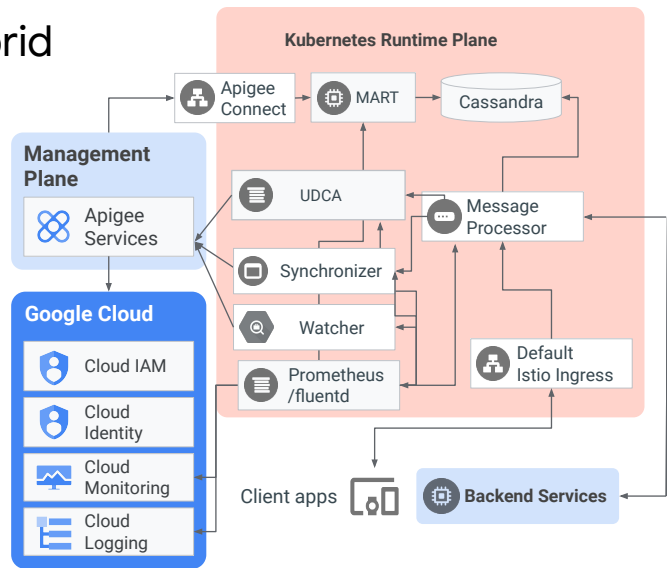 Kubernetes Runtime Plane
Apigee
Connect
MART
Cassandra
Management
Plane
Apigee
Services
UDCA
Message
Processor
Synchronizer
Watcher
Prometheus
/fluentd
Default
Istio Ingress
Google Cloud
Cloud IAM
Cloud
Identity
Cloud
Monitoring
Cloud
Logging
Client apps
Backend Services